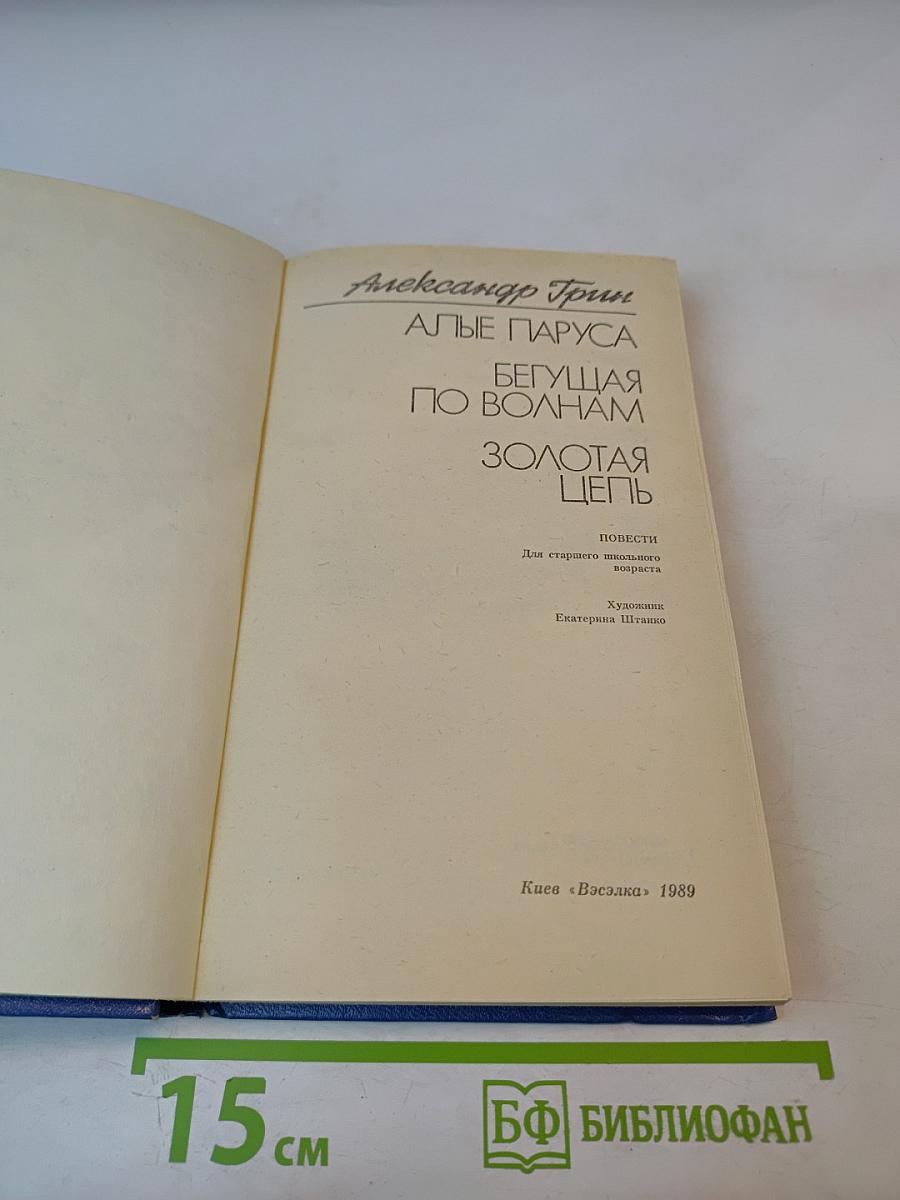 Александр Грин
АЛЫЕ ПАРУСА
БЕГУЩАЯ
ПО ВОЛНАМ
ЗОЛОТАЯ
ЦЕПЬ
ПОВЕСТИ
Для старшего школьного
возраста
Художник
Екатерина Штанко
Киев «Вэсэлка» 1989
15 см
БФ БИБЛИОФАН